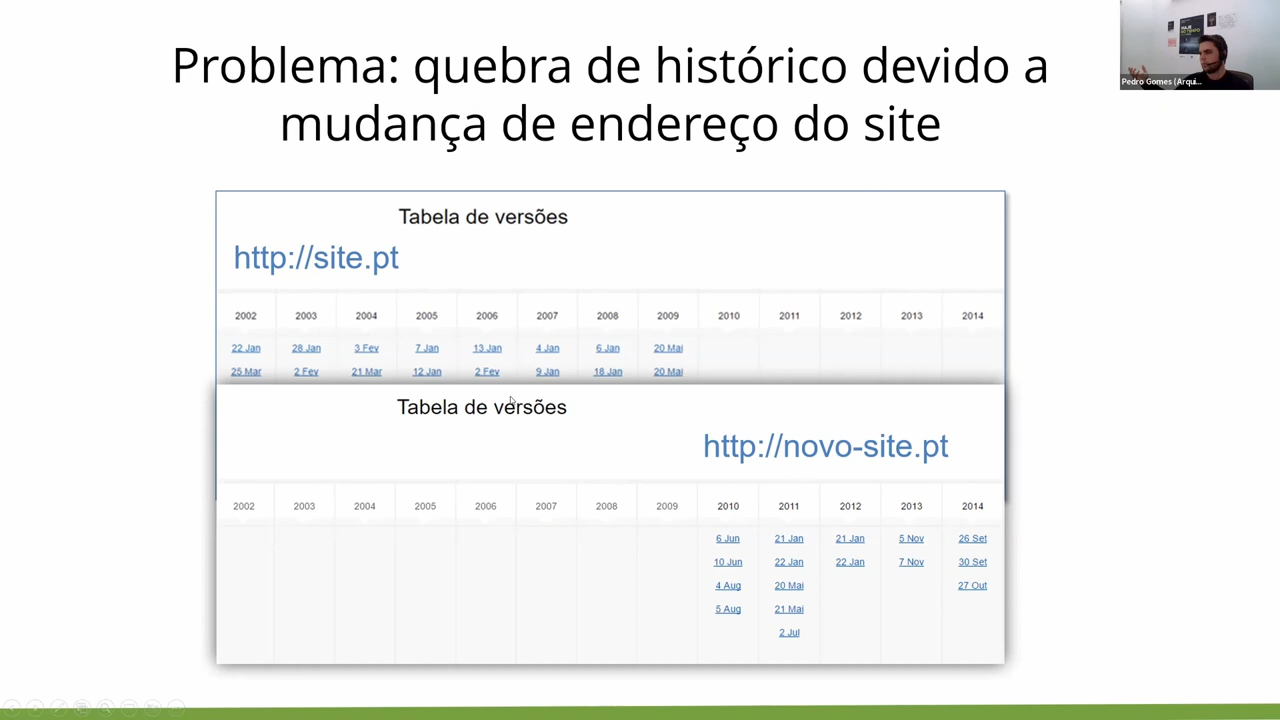 Problema: quebra de histórico devido a
mudança de endereço do site
Pedro Gomes (Arqui...
Tabela de versões
http://site.pt
2002 2003 2004 2005 2006 2007 2008 2009 2010 2011 2012 2013 2014
22 Jan 28 Jan 3 Fev 7 Jan 13 Jan 4 Jan 6 Jan 20 Mai
25 Mar 2 Fev 21 Mar 12 Jan 2 Fev 9 Jan 18 Jan 20 Mai
Tabela de versões
http://novo-site.pt
2002 2003 2004 2005 2006 2007 2008 2009 2010 2011 2012 2013 2014
6 Jun 21 Jan 21 Jan 5 Nov 26 Set
10 Jun 22 Jan 22 Jan 7 Nov 30 Set
4 Aug 20 Mai 27 Out
5 Aug 21 Mai
2 Jul